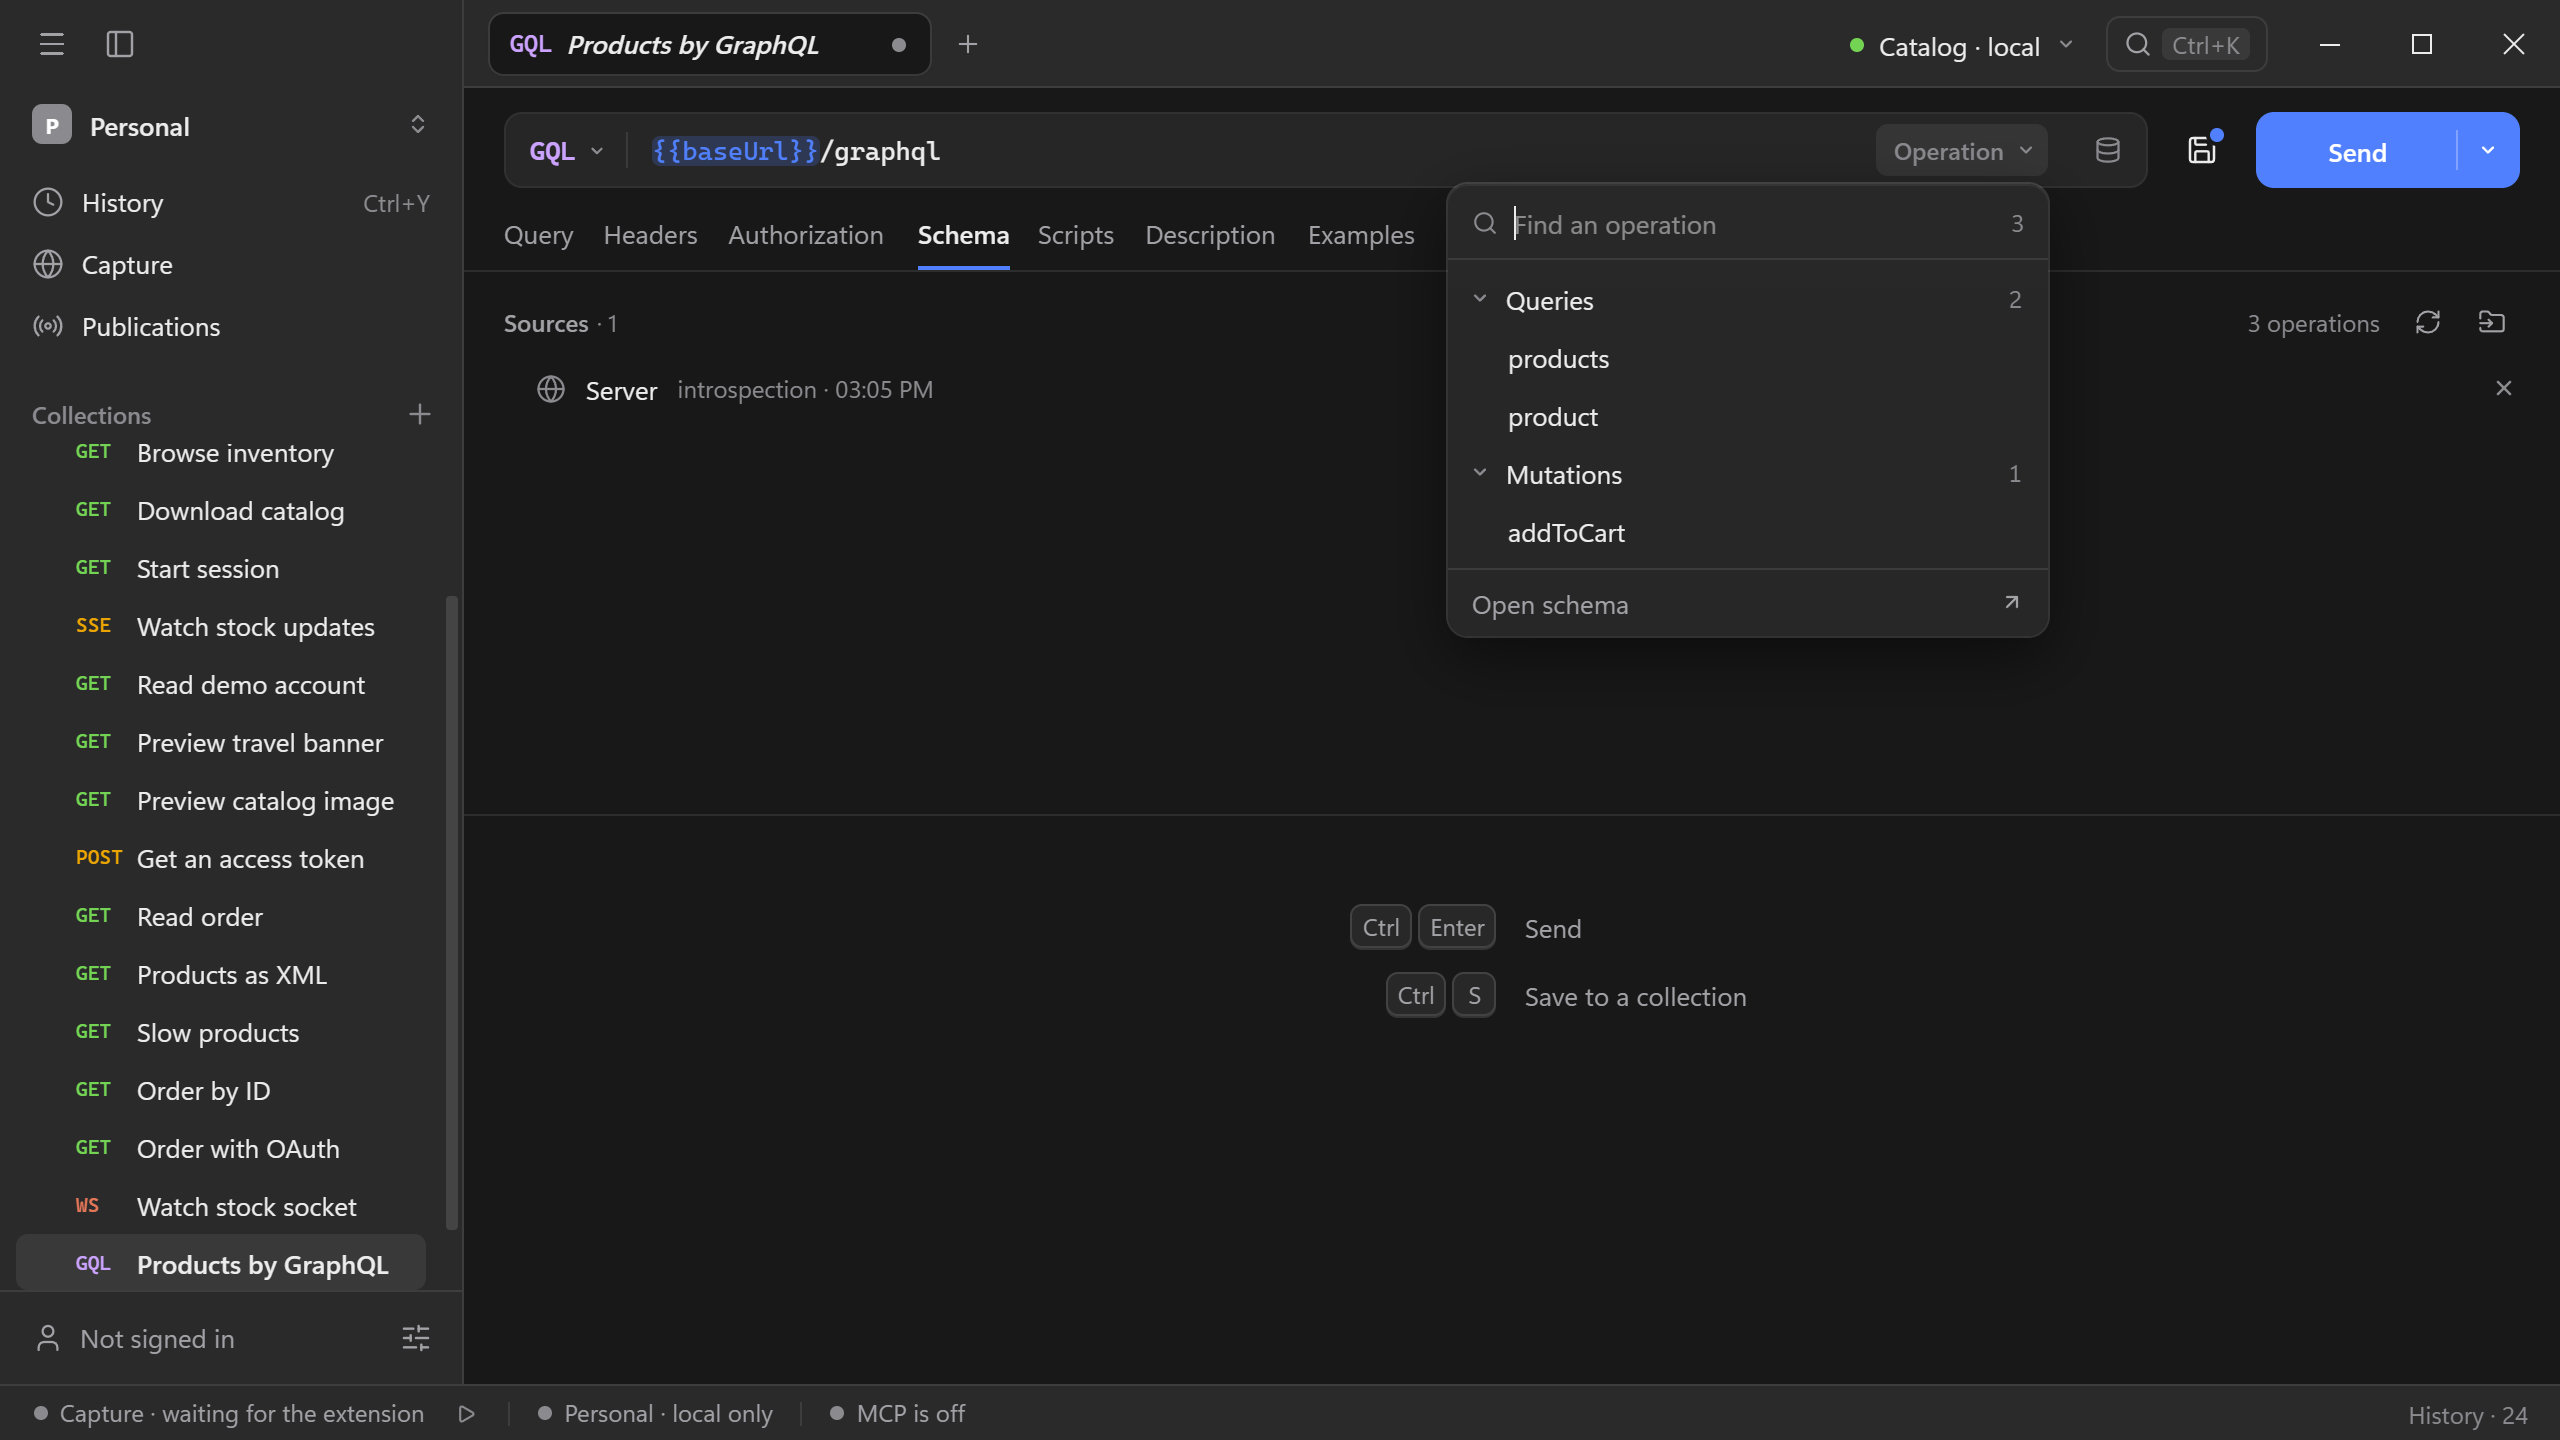 GQL Products by GraphQL
Catalog · local
Ctrl+K
P Personal
History Ctrl+Y
Capture
Publications
Collections
GET Browse inventory
GET Download catalog
GET Start session
SSE Watch stock updates
GET Read demo account
GET Preview travel banner
GET Preview catalog image
POST Get an access token
GET Read order
GET Products as XML
GET Slow products
GET Order by ID
GET Order with OAuth
WS Watch stock socket
GQL Products by GraphQL
Not signed in
GQL {{baseUrl}}/graphql
Operation
Send
Query Headers Authorization Schema Scripts Description Examples
Sources · 1
3 operations
Server introspection · 03:05 PM
Find an operation 3
Queries 2
products
product
Mutations 1
addToCart
Open schema
Ctrl Enter Send
Ctrl S Save to a collection
Capture · waiting for the extension
Personal · local only
MCP is off
History · 24